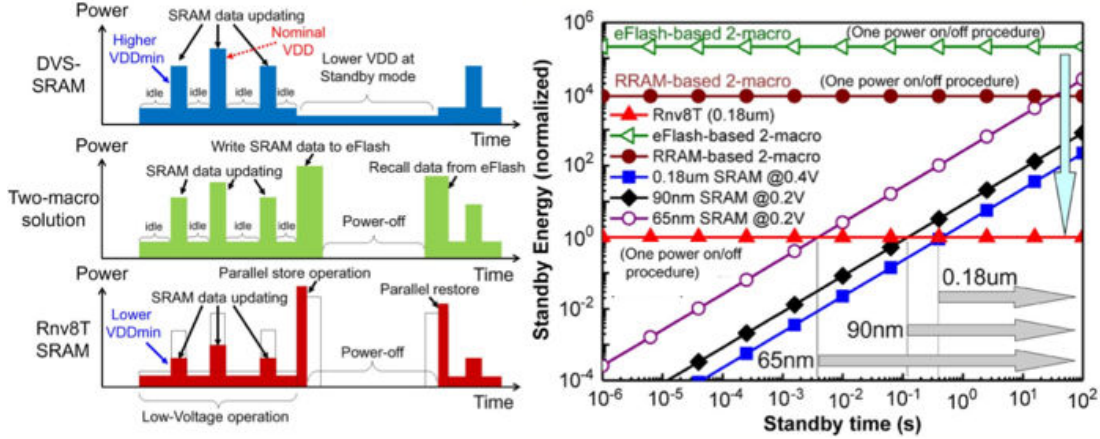 Power
SRAM data updating
Higher
VDDmin
Nominal
VDD
DVS-
SRAM
Lower VDD at
Standby mode
idle
idle
idle
idle
Time
Power
Write SRAM data to eFlash
SRAM data updating
Recall data from eFlash
Two-macro
solution
idle
idle
idle
idle
Power-off
Time
Power
Parallel store operation
SRAM data updating
Parallel restore
Rnv8T
SRAM
Lower
VDDmin
Power-off
Time
Low-Voltage operation
Standby Energy (normalized)
10^6
10^4
10^2
10^0
10^-2
10^-4
eFlash-based 2-macro
(One power on/off procedure)
RRAM-based 2-macro
(One power on/off procedure)
Rnv8T (0.18um)
eFlash-based 2-macro
RRAM-based 2-macro
0.18um SRAM @0.4V
90nm SRAM @0.2V
65nm SRAM @0.2V
(One power on/off
procedure)
0.18um
90nm
65nm
10^-6 10^-5 10^-4 10^-3 10^-2 10^-1 10^0 10^1 10^2
Standby time (s)